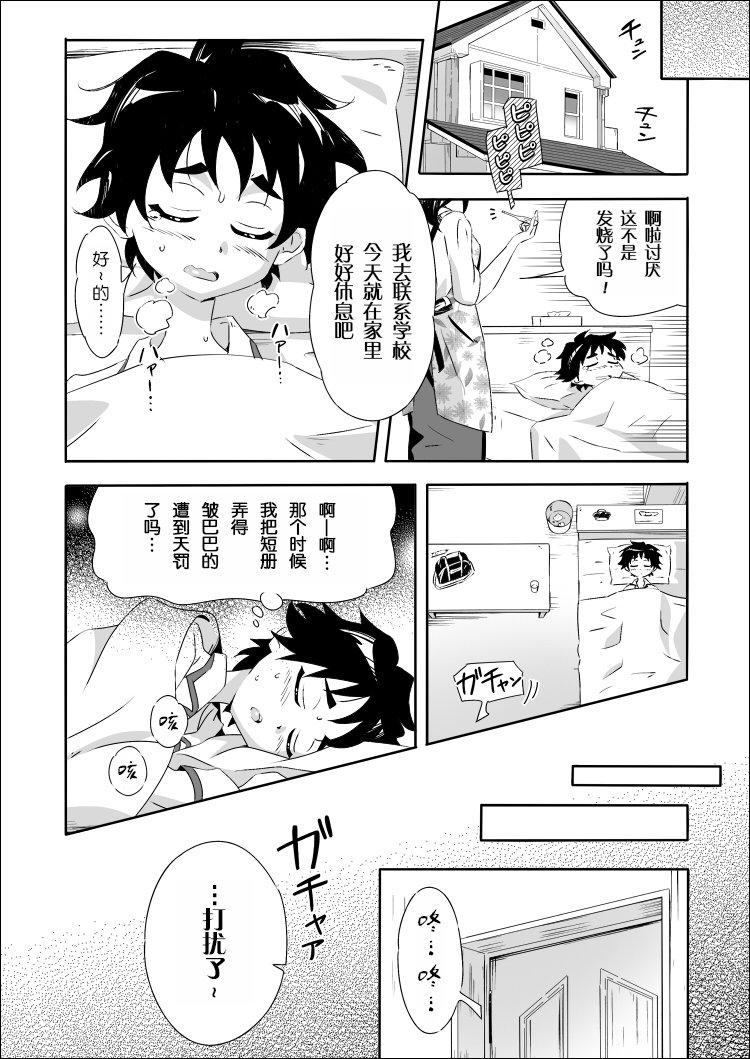 チュン
チュン
ピピピピ
ピピピ
啊啦讨厌
这不是
发烧了吗！
我去联系学校
今天就在家里
好好休息吧
好~的……
ハァー…
ハァー…
ガチャン
啊—啊…
那个时候
我把短册
弄得
皱巴巴的
遭到天罚
了吗…
咳
咳
咚…
咚…
ガチャァ
…打扰了~